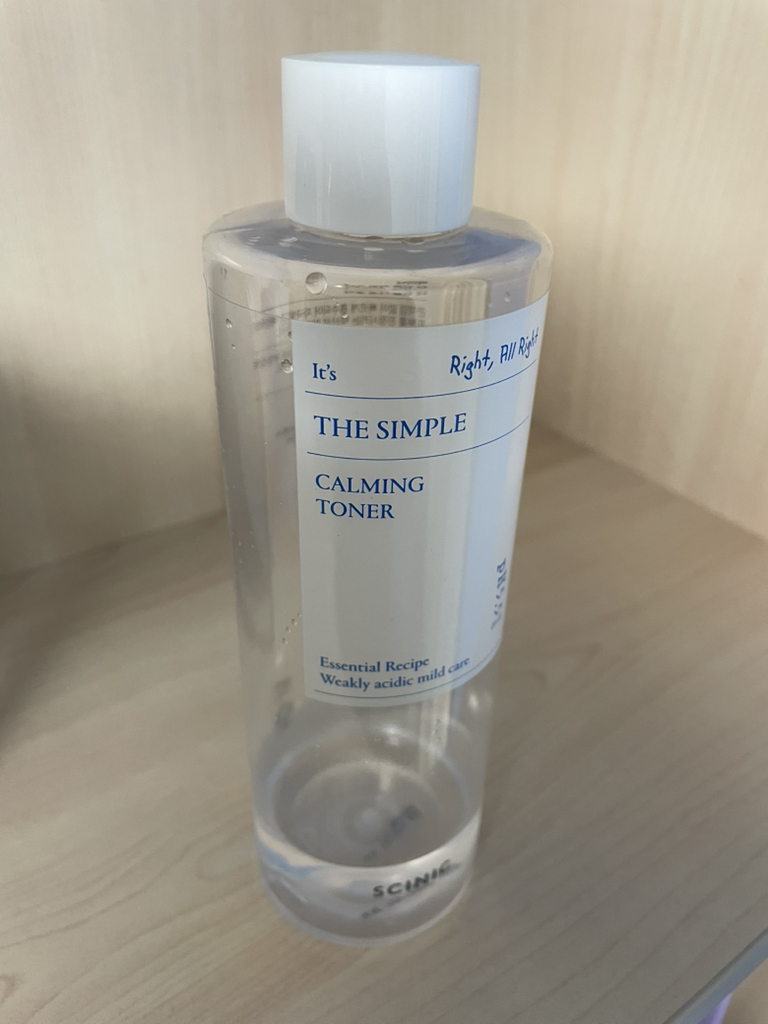 It's
Right, All Right
THE SIMPLE
CALMING
TONER
Essential Recipe
Weakly acidic mild care
SCINIC